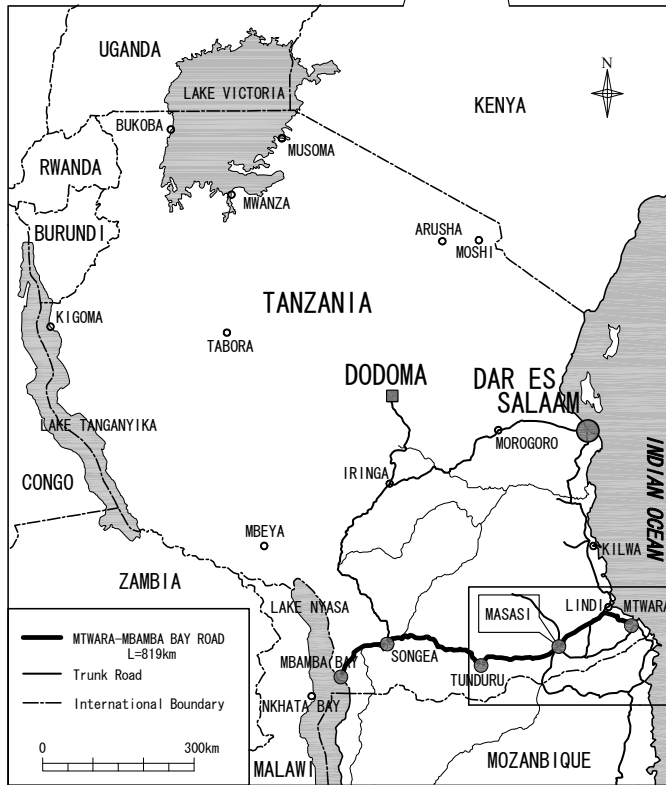 UGANDA
LAKE VICTORIA
N
KENYA
BUKOBA
MUSOMA
RWANDA
MWANZA
BURUNDI
ARUSHA
MOSHI
TANZANIA
KIGOMA
TABORA
DODOMA
DAR ES
SALAAM
LAKE TANGANYIKA
MOROGORO
INDIAN OCEAN
IRINGA
CONGO
MBEYA
KILWA
ZAMBIA
LAKE NYASA
LINDI
MTWARA
MASASI
MTWARA-MBAMBA BAY ROAD
L=819km
SONGEA
MBAMBA BAY
TUNDURU
Trunk Road
NKHATA BAY
International Boundary
0
300km
MALAWI
MOZANBIQUE